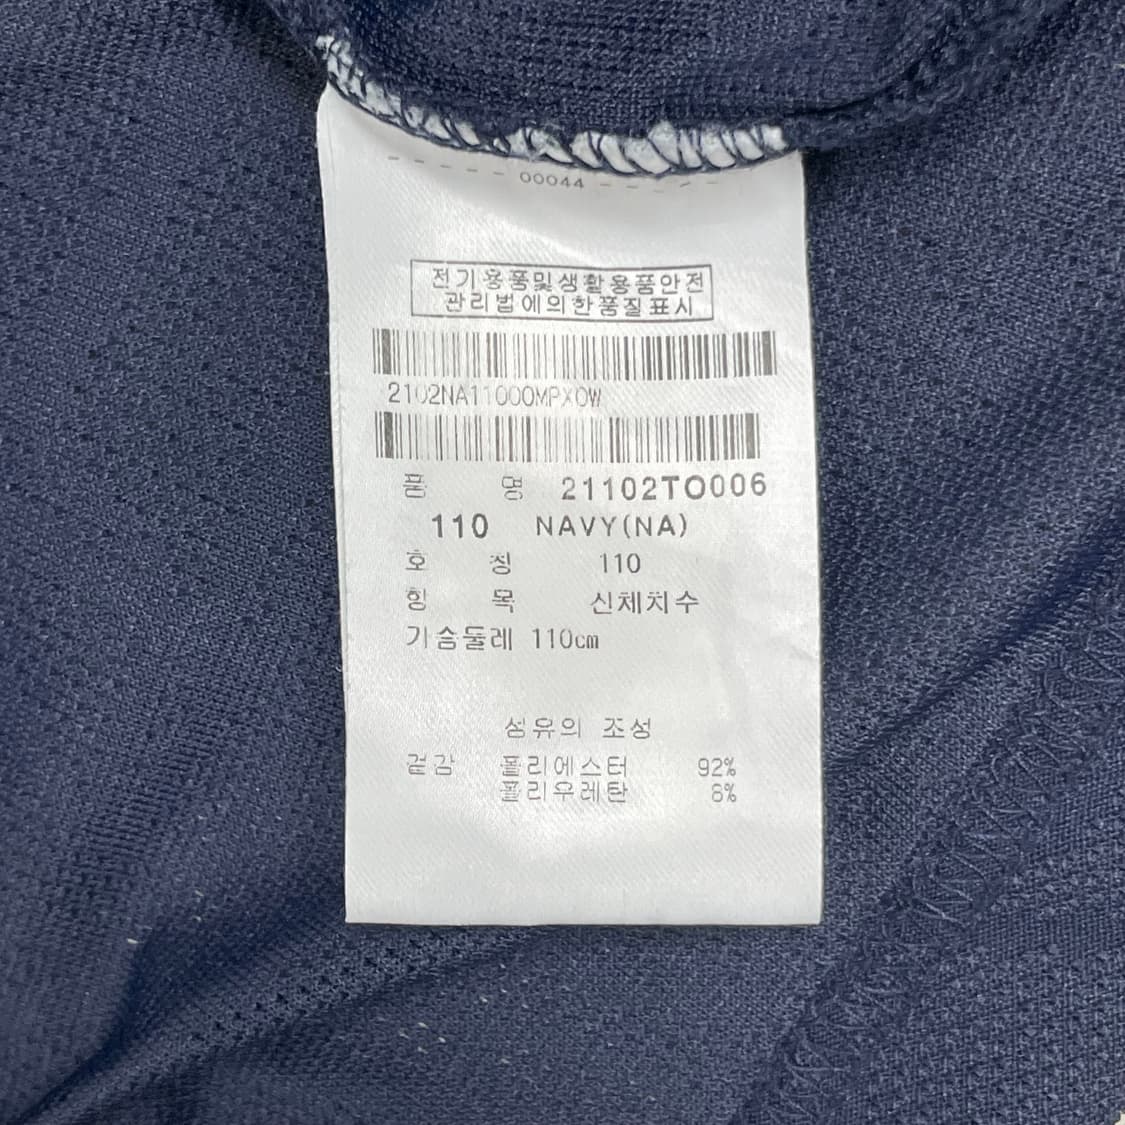 00044
전기용품및생활용품안전
관리법에의한품질표시
2102NA11000MPX0W
품 명 21102TO006
110 NAVY(NA)
호 칭 110
항 목 신체치수
가슴둘레 110cm
섬유의 조성
겉감 폴리에스터 92%
폴리우레탄 8%